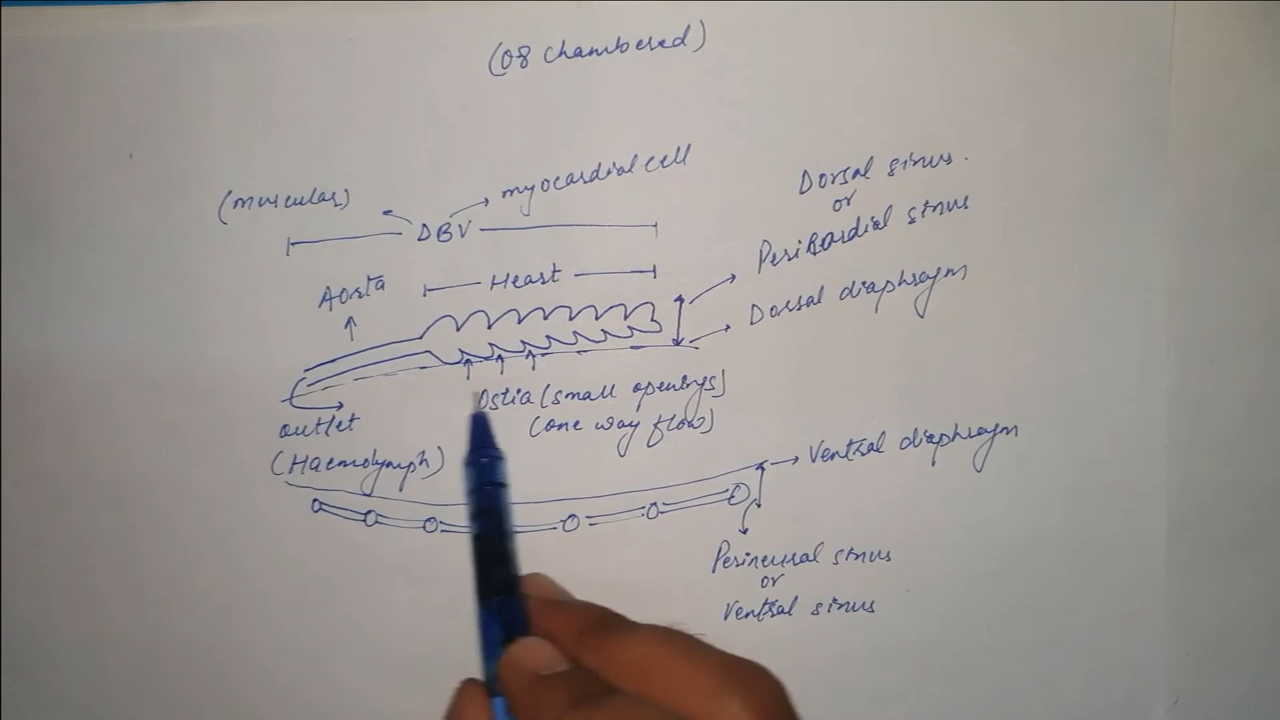 (08 chambered)
(muscular)
myocardial cell
DBV
Dorsal sinus.
or
Pericardial sinus
Aorta
Heart
Dorsal diaphragm
Ostia (small openings)
(one way flow)
outlet
(Haemolymph)
Ventral diaphragm
Perineural sinus
or
Ventral sinus